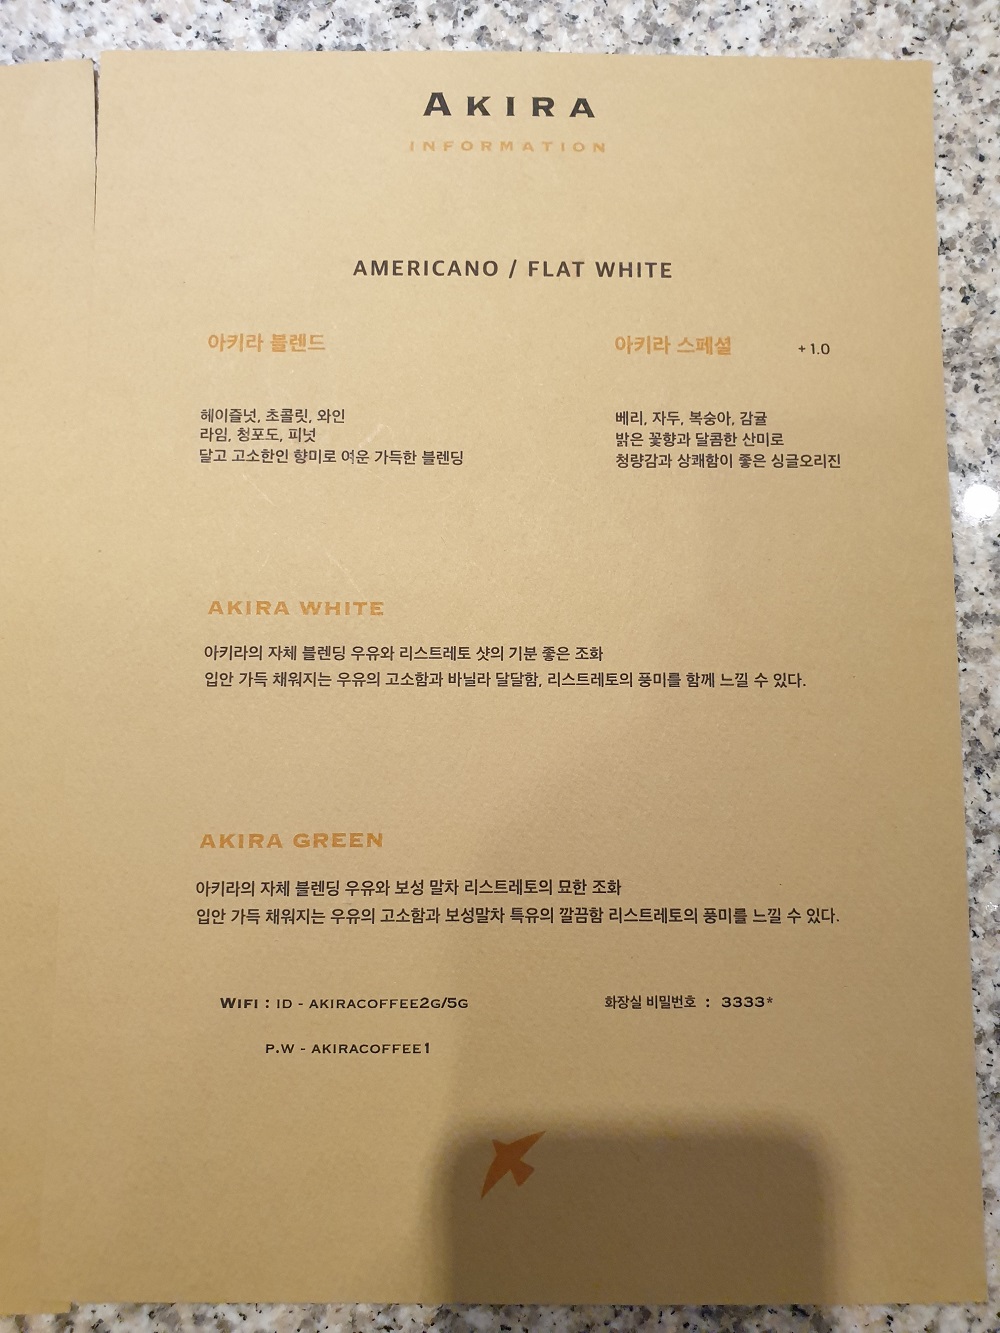 AKIRA
INFORMATION
AMERICANO / FLAT WHITE
아키라 블렌드
헤이즐넛, 초콜릿, 와인
라임, 청포도, 피넛
달고 고소한인 향미로 여운 가득한 블렌딩
아키라 스페셜 +1.0
베리, 자두, 복숭아, 감귤
밝은 꽃향과 달콤한 산미로
청량감과 상쾌함이 좋은 싱글오리진
AKIRA WHITE
아키라의 자체 블렌딩 우유와 리스트레토 샷의 기분 좋은 조화
입안 가득 채워지는 우유의 고소함과 바닐라 달달함, 리스트레토의 풍미를 함께 느낄 수 있다.
AKIRA GREEN
아키라의 자체 블렌딩 우유와 보성 말차 리스트레토의 묘한 조화
입안 가득 채워지는 우유의 고소함과 보성말차 특유의 깔끔함 리스트레토의 풍미를 느낄 수 있다.
WIFI : ID - AKIRACOFFEE2G/5G
P.W - AKIRACOFFEE1
화장실 비밀번호 : 3333*